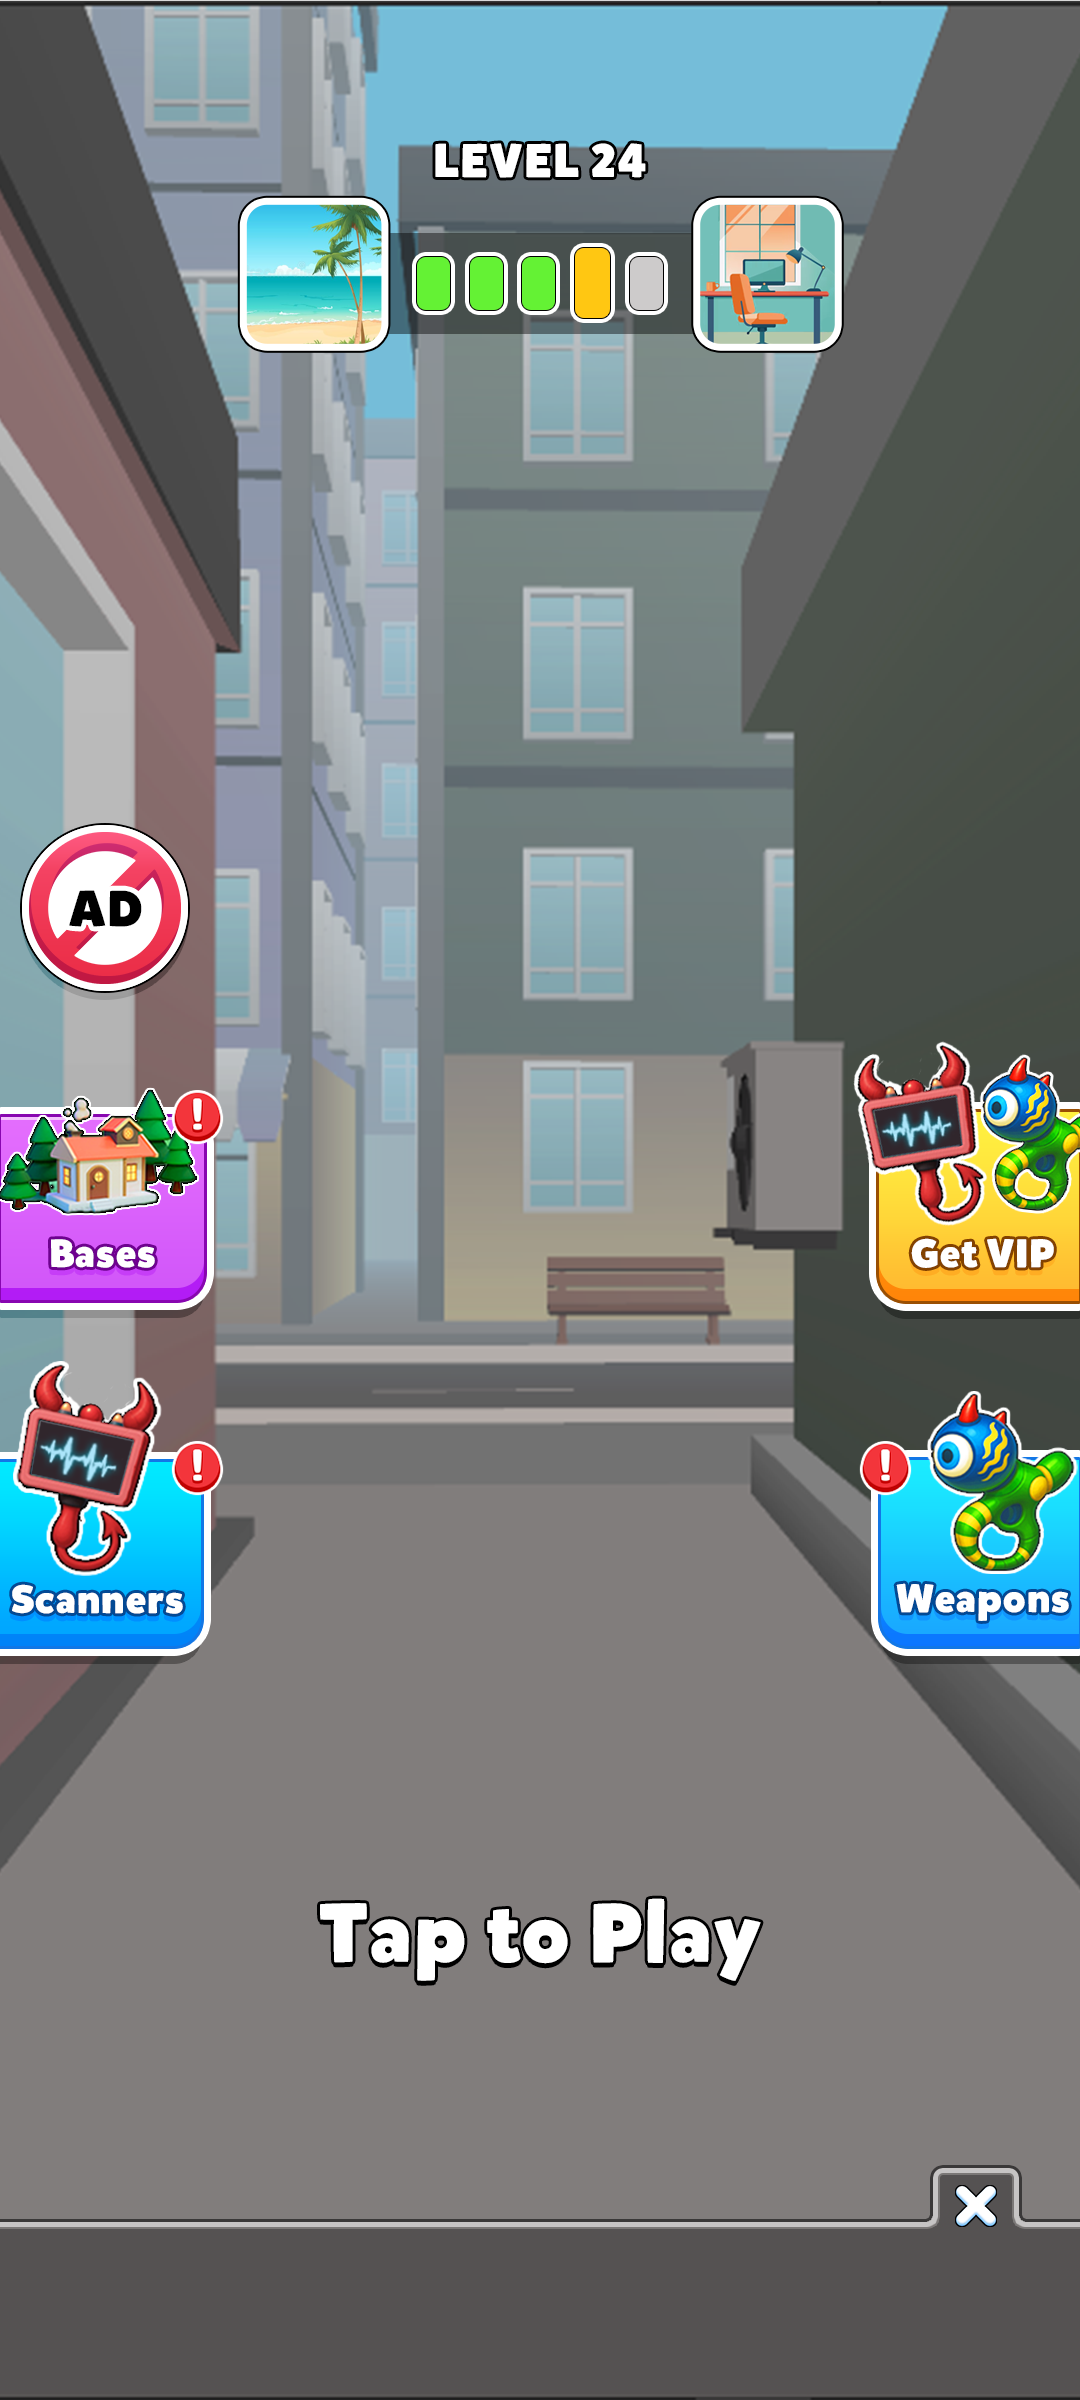 LEVEL 24
AD
!
Bases
Get VIP
!
Scanners
!
Weapons
Tap to Play